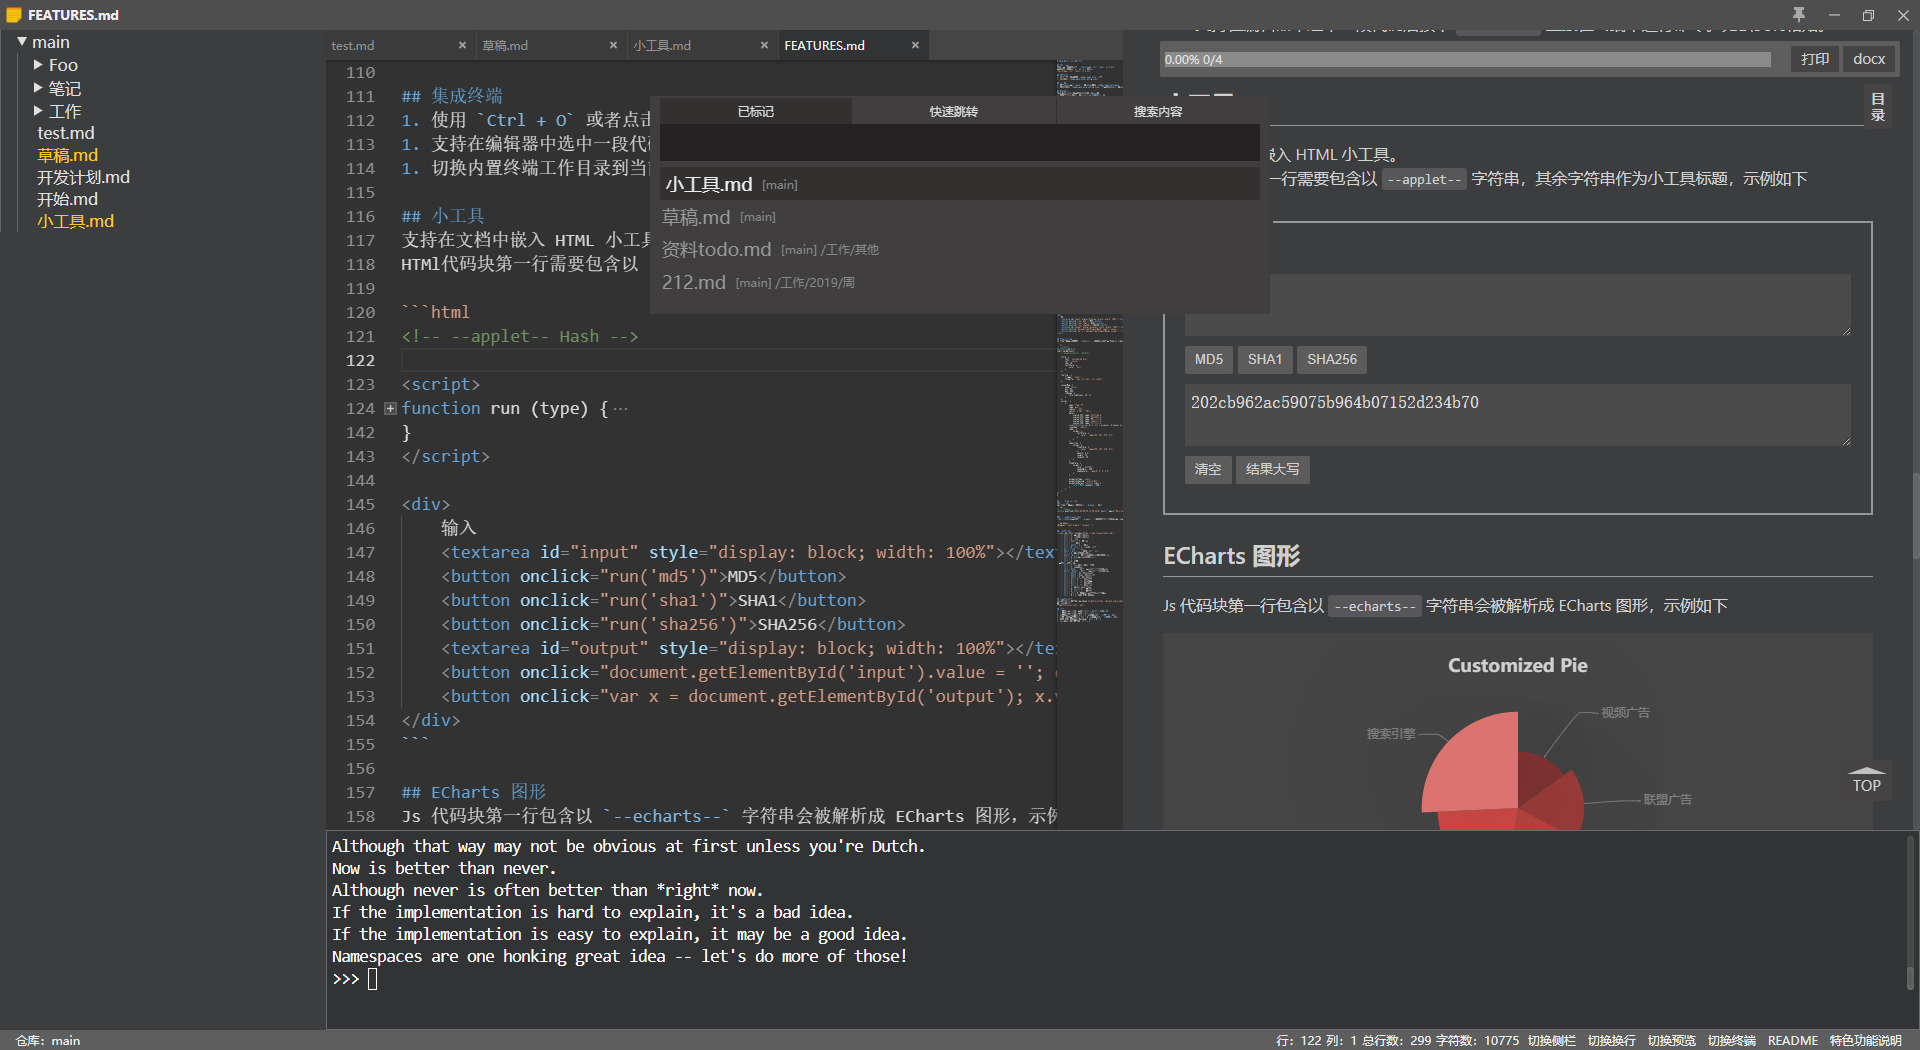 FEATURES.md
main
Foo
笔记
工作
test.md
草稿.md
开发计划.md
开始.md
小工具.md
test.md × 草稿.md × 小工具.md × FEATURES.md ×
110
111 ## 集成终端
112 1. 使用 `Ctrl + O` 或者点击
113 1. 支持在编辑器中选中一段代
114 1. 切换内置终端工作目录到当
115
116 ## 小工具
117 支持在文档中嵌入 HTML 小工具
118 HTMl代码块第一行需要包含以
119
120 ```html
121 <!-- --applet-- Hash -->
122
123 <script>
124 function run (type) {···
142 }
143 </script>
144
145 <div>
146 输入
147 <textarea id="input" style="display: block; width: 100%"></tex
148 <button onclick="run('md5')">MD5</button>
149 <button onclick="run('sha1')">SHA1</button>
150 <button onclick="run('sha256')">SHA256</button>
151 <textarea id="output" style="display: block; width: 100%"></te
152 <button onclick="document.getElementById('input').value = '';
153 <button onclick="var x = document.getElementById('output'); x.
154 </div>
155 ```
156
157 ## ECharts 图形
158 Js 代码块第一行包含以 `--echarts--` 字符串会被解析成 ECharts 图形，示例
已标记 快速跳转 搜索内容
小工具.md [main]
草稿.md [main]
资料todo.md [main] /工作/其他
212.md [main] /工作/2019/周
0.00% 0/4 打印 docx
目录
嵌入 HTML 小工具。
一行需要包含以 --applet-- 字符串，其余字符串作为小工具标题，示例如下
MD5 SHA1 SHA256
202cb962ac59075b964b07152d234b70
清空 结果大写
ECharts 图形
Js 代码块第一行包含以 --echarts-- 字符串会被解析成 ECharts 图形，示例如下
Customized Pie
视频广告
搜索引擎
联盟广告
TOP
Although that way may not be obvious at first unless you're Dutch.
Now is better than never.
Although never is often better than *right* now.
If the implementation is hard to explain, it's a bad idea.
If the implementation is easy to explain, it may be a good idea.
Namespaces are one honking great idea -- let's do more of those!
>>>
仓库：main
行：122 列：1 总行数：299 字符数：10775 切换侧栏 切换换行 切换预览 切换终端 README 特色功能说明